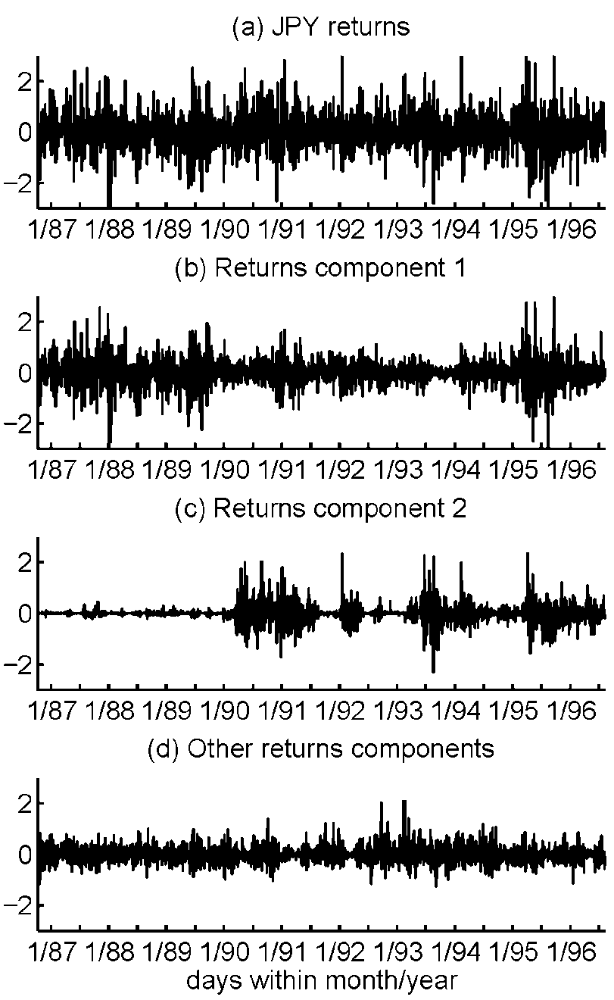 (a) JPY returns
2
0
−2
1/87 1/88 1/89 1/90 1/91 1/92 1/93 1/94 1/95 1/96
(b) Returns component 1
2
0
−2
1/87 1/88 1/89 1/90 1/91 1/92 1/93 1/94 1/95 1/96
(c) Returns component 2
2
0
−2
1/87 1/88 1/89 1/90 1/91 1/92 1/93 1/94 1/95 1/96
(d) Other returns components
2
0
−2
1/87 1/88 1/89 1/90 1/91 1/92 1/93 1/94 1/95 1/96
days within month/year